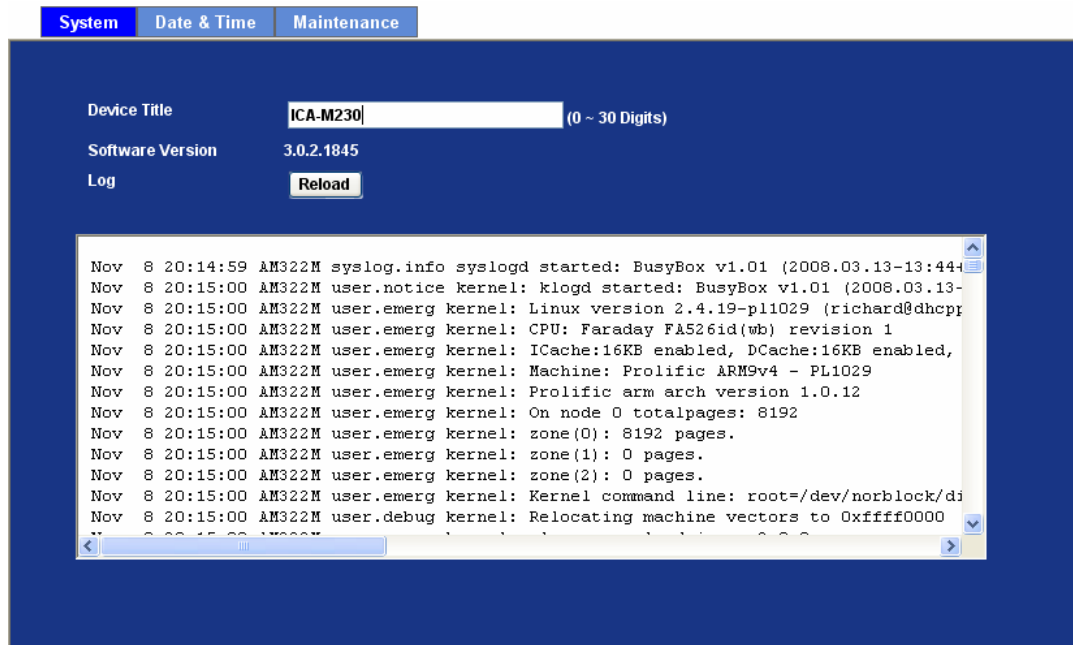 System Date & Time Maintenance
Device Title ICA-M230 (0 ~ 30 Digits)
Software Version 3.0.2.1845
Log Reload
Nov  8 20:14:59 AM322M syslog.info syslogd started: BusyBox v1.01 (2008.03.13-13:44+
Nov  8 20:15:00 AM322M user.notice kernel: klogd started: BusyBox v1.01 (2008.03.13-
Nov  8 20:15:00 AM322M user.emerg kernel: Linux version 2.4.19-pl1029 (richard@dhcpp
Nov  8 20:15:00 AM322M user.emerg kernel: CPU: Faraday FA526id(wb) revision 1
Nov  8 20:15:00 AM322M user.emerg kernel: ICache:16KB enabled, DCache:16KB enabled,
Nov  8 20:15:00 AM322M user.emerg kernel: Machine: Prolific ARM9v4 - PL1029
Nov  8 20:15:00 AM322M user.emerg kernel: Prolific arm arch version 1.0.12
Nov  8 20:15:00 AM322M user.emerg kernel: On node 0 totalpages: 8192
Nov  8 20:15:00 AM322M user.emerg kernel: zone(0): 8192 pages.
Nov  8 20:15:00 AM322M user.emerg kernel: zone(1): 0 pages.
Nov  8 20:15:00 AM322M user.emerg kernel: zone(2): 0 pages.
Nov  8 20:15:00 AM322M user.emerg kernel: Kernel command line: root=/dev/norblock/di
Nov  8 20:15:00 AM322M user.debug kernel: Relocating machine vectors to 0xffff0000